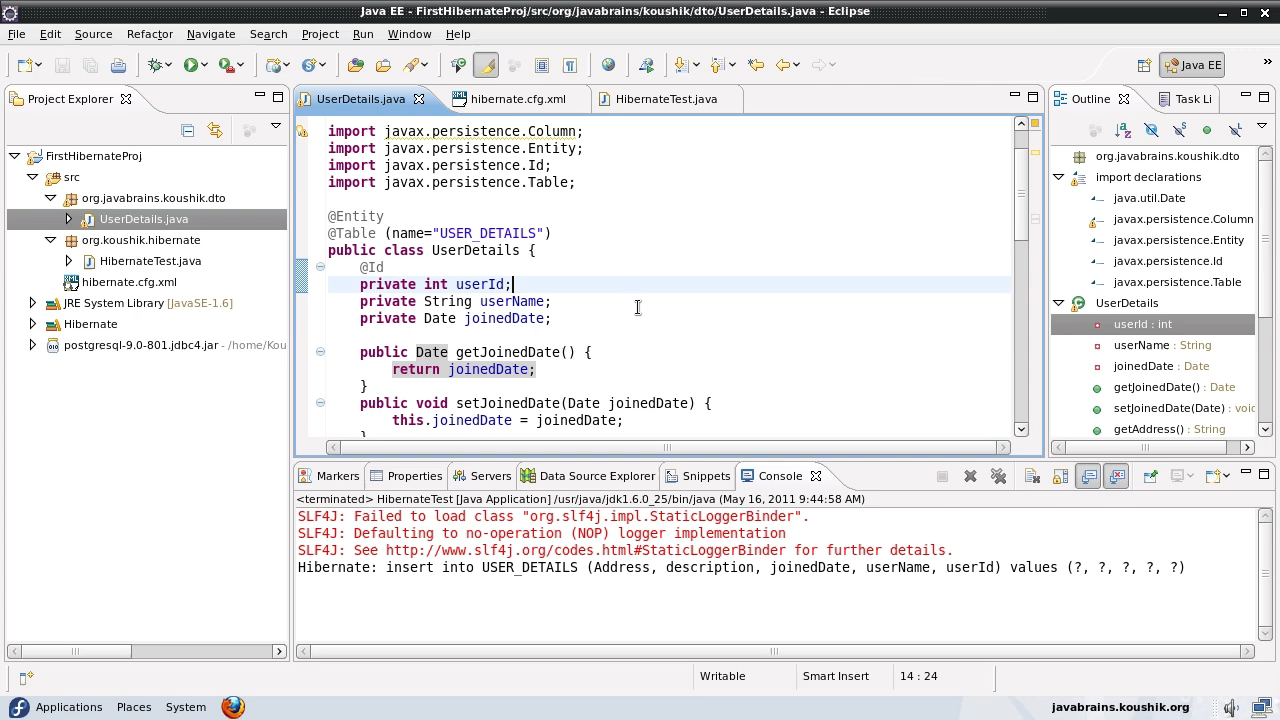 Java EE - FirstHibernateProj/src/org/javabrains/koushik/dto/UserDetails.java - Eclipse
File Edit Source Refactor Navigate Search Project Run Window Help
Java EE
Project Explorer
FirstHibernateProj
src
org.javabrains.koushik.dto
UserDetails.java
org.koushik.hibernate
HibernateTest.java
hibernate.cfg.xml
JRE System Library [JavaSE-1.6]
Hibernate
postgresql-9.0-801.jdbc4.jar - /home/Kou
UserDetails.java hibernate.cfg.xml HibernateTest.java
import javax.persistence.Column;
import javax.persistence.Entity;
import javax.persistence.Id;
import javax.persistence.Table;
@Entity
@Table (name="USER_DETAILS")
public class UserDetails {
@Id
private int userId;
private String userName;
private Date joinedDate;
public Date getJoinedDate() {
return joinedDate;
}
public void setJoinedDate(Date joinedDate) {
this.joinedDate = joinedDate;
}
Outline Task Li
org.javabrains.koushik.dto
import declarations
java.util.Date
javax.persistence.Column
javax.persistence.Entity
javax.persistence.Id
javax.persistence.Table
UserDetails
userId : int
userName : String
joinedDate : Date
getJoinedDate() : Date
setJoinedDate(Date) : voic
getAddress() : String
Markers Properties Servers Data Source Explorer Snippets Console
<terminated> HibernateTest [Java Application] /usr/java/jdk1.6.0_25/bin/java (May 16, 2011 9:44:58 AM)
SLF4J: Failed to load class "org.slf4j.impl.StaticLoggerBinder".
SLF4J: Defaulting to no-operation (NOP) logger implementation
SLF4J: See http://www.slf4j.org/codes.html#StaticLoggerBinder for further details.
Hibernate: insert into USER_DETAILS (Address, description, joinedDate, userName, userId) values (?, ?, ?, ?, ?)
Writable Smart Insert 14 : 24
Applications Places System javabrains.koushik.org